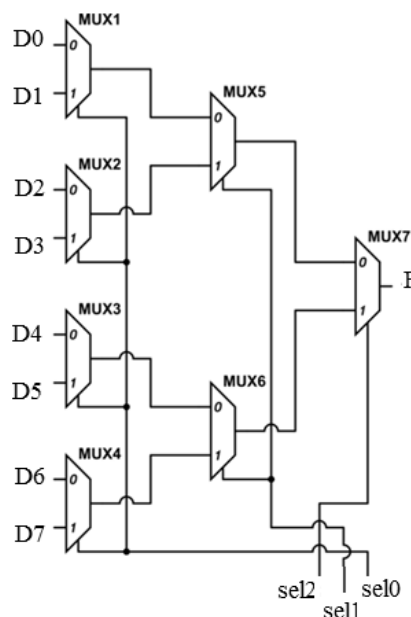 MUX1
D0
0
D1
1
MUX5
0
1
MUX2
D2
0
D3
1
MUX7
0
1
F
MUX3
D4
0
D5
1
MUX6
0
1
MUX4
D6
0
D7
1
sel2
sel1
sel0